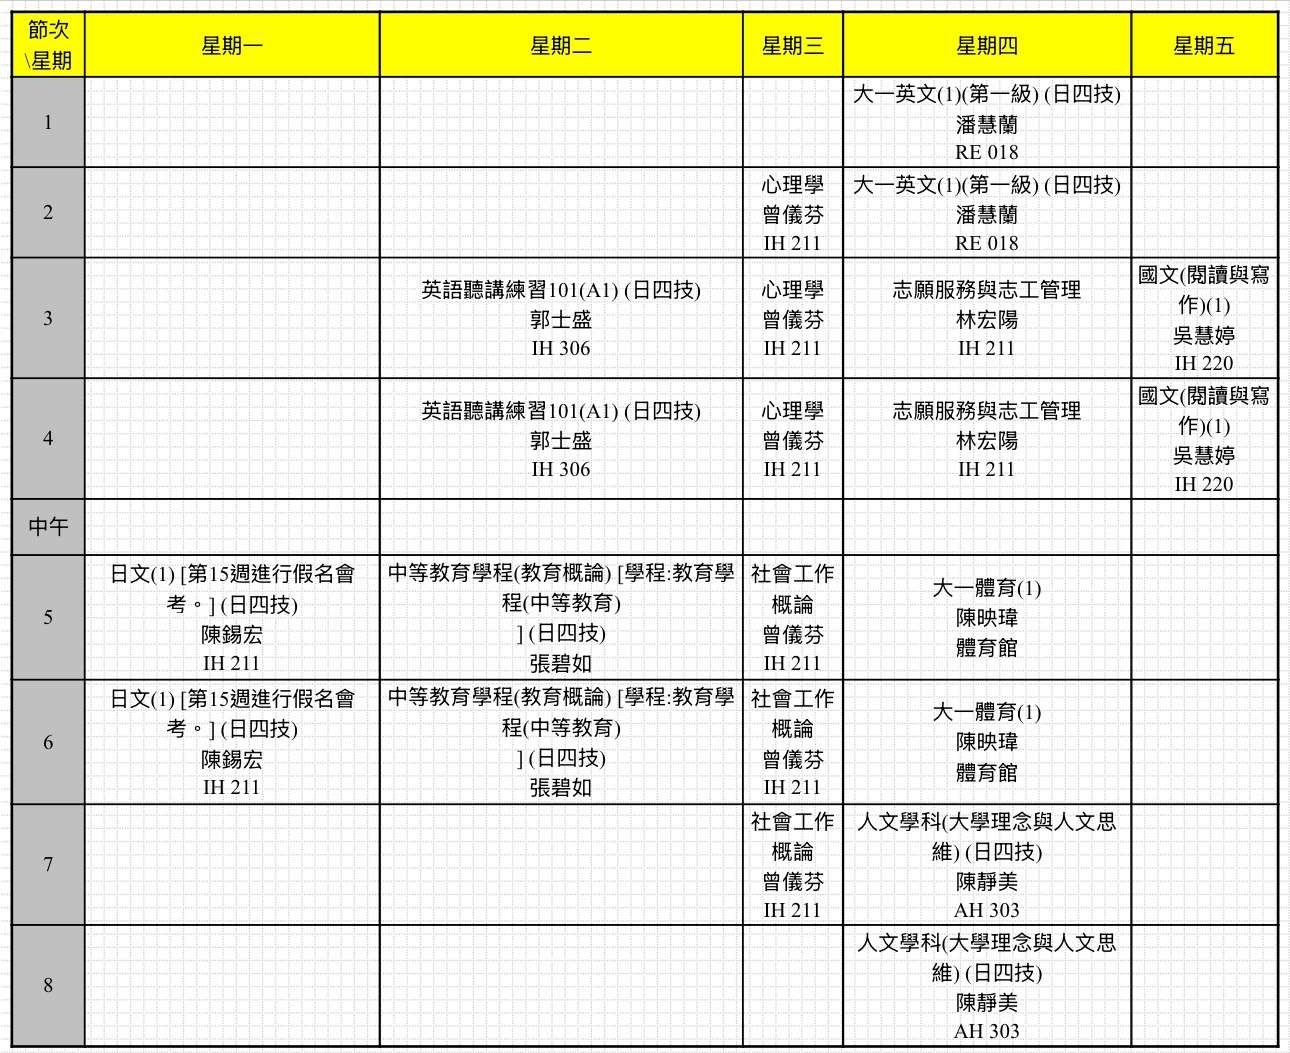 節次
\星期
星期一
星期二
星期三
星期四
星期五
1
大一英文(1)(第一級) (日四技)
潘慧蘭
RE 018
2
心理學
曾儀芬
IH 211
大一英文(1)(第一級) (日四技)
潘慧蘭
RE 018
3
英語聽講練習101(A1) (日四技)
郭士盛
IH 306
心理學
曾儀芬
IH 211
志願服務與志工管理
林宏陽
IH 211
國文(閱讀與寫
作)(1)
吳慧婷
IH 220
4
英語聽講練習101(A1) (日四技)
郭士盛
IH 306
心理學
曾儀芬
IH 211
志願服務與志工管理
林宏陽
IH 211
國文(閱讀與寫
作)(1)
吳慧婷
IH 220
中午
5
日文(1) [第15週進行假名會
考。] (日四技)
陳錫宏
IH 211
中等教育學程(教育概論) [學程:教育學
程(中等教育)
] (日四技)
張碧如
社會工作
概論
曾儀芬
IH 211
大一體育(1)
陳映瑋
體育館
6
日文(1) [第15週進行假名會
考。] (日四技)
陳錫宏
IH 211
中等教育學程(教育概論) [學程:教育學
程(中等教育)
] (日四技)
張碧如
社會工作
概論
曾儀芬
IH 211
大一體育(1)
陳映瑋
體育館
7
社會工作
概論
曾儀芬
IH 211
人文學科(大學理念與人文思
維) (日四技)
陳靜美
AH 303
8
人文學科(大學理念與人文思
維) (日四技)
陳靜美
AH 303